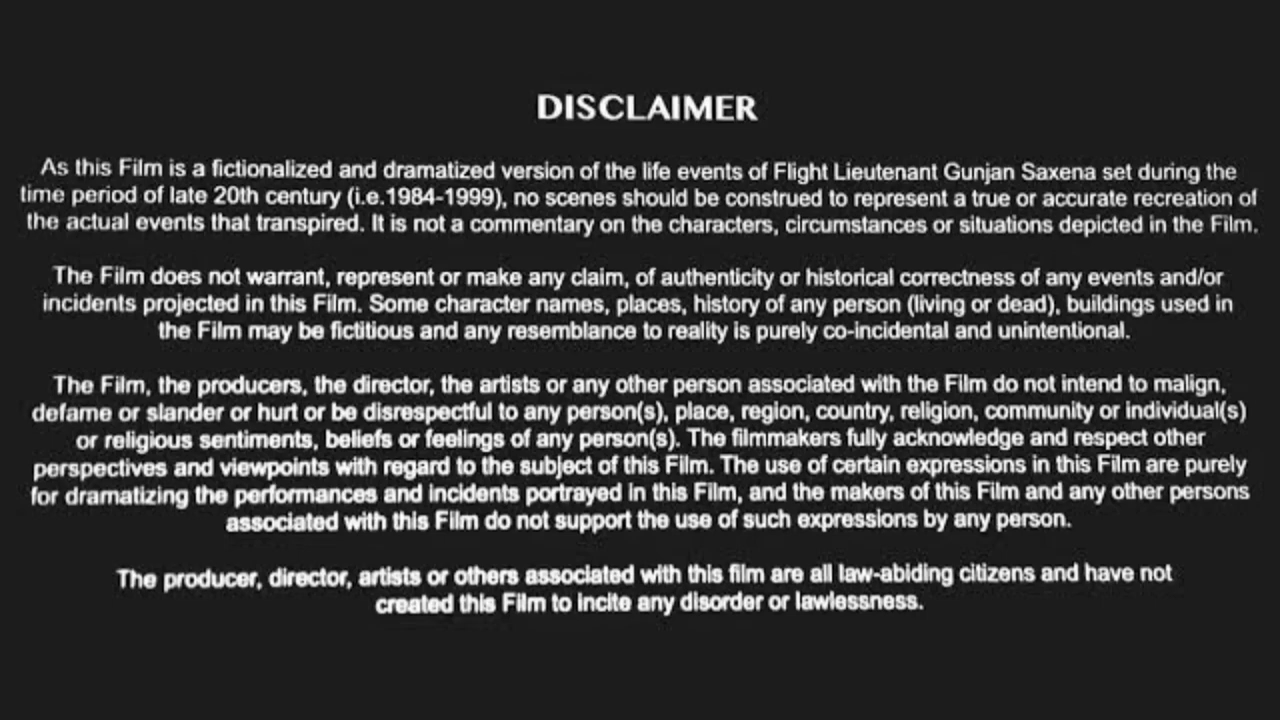 DISCLAIMER
As this Film is a fictionalized and dramatized version of the life events of Flight Lieutenant Gunjan Saxena set during the
time period of late 20th century (i.e.1984-1999), no scenes should be construed to represent a true or accurate recreation of
the actual events that transpired. It is not a commentary on the characters, circumstances or situations depicted in the Film.
The Film does not warrant, represent or make any claim, of authenticity or historical correctness of any events and/or
incidents projected in this Film. Some character names, places, history of any person (living or dead), buildings used in
the Film may be fictitious and any resemblance to reality is purely co-incidental and unintentional.
The Film, the producers, the director, the artists or any other person associated with the Film do not intend to malign,
defame or slander or hurt or be disrespectful to any person(s), place, region, country, religion, community or individual(s)
or religious sentiments, beliefs or feelings of any person(s). The filmmakers fully acknowledge and respect other
perspectives and viewpoints with regard to the subject of this Film. The use of certain expressions in this Film are purely
for dramatizing the performances and incidents portrayed in this Film, and the makers of this Film and any other persons
associated with this Film do not support the use of such expressions by any person.
The producer, director, artists or others associated with this film are all law-abiding citizens and have not
created this Film to incite any disorder or lawlessness.